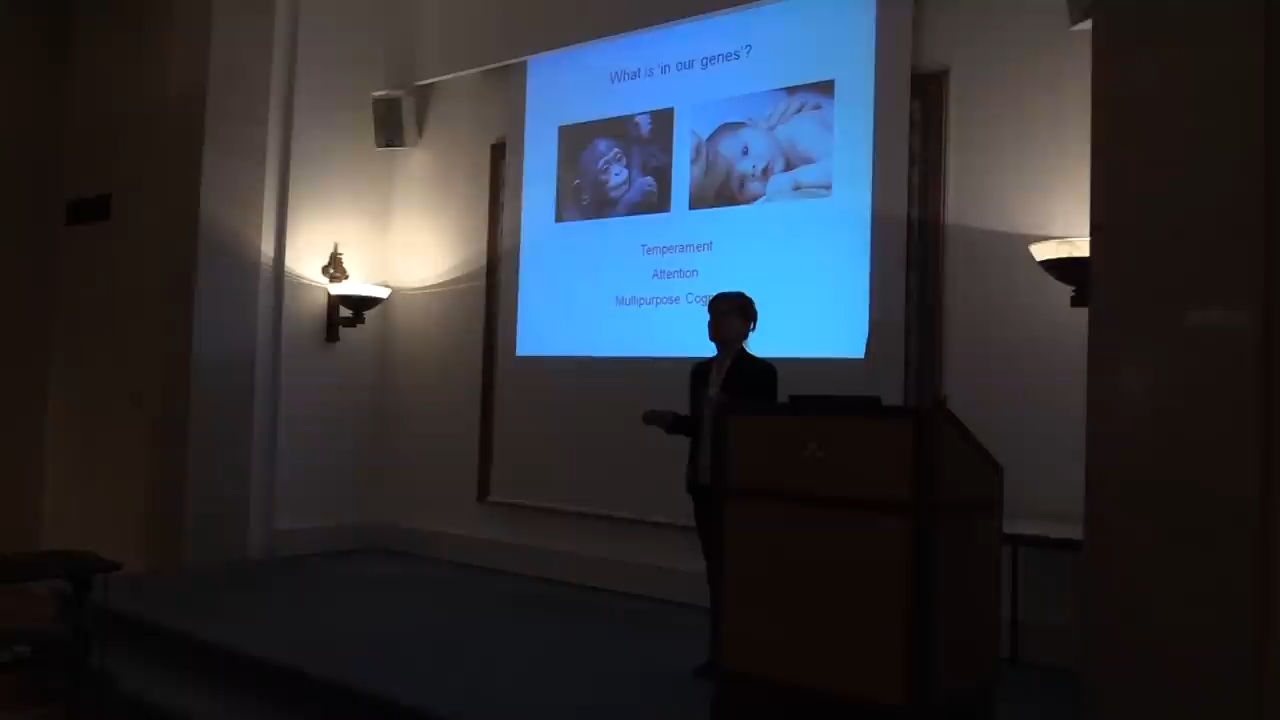 What is 'in our genes'?
Temperament
Attention
Multipurpose